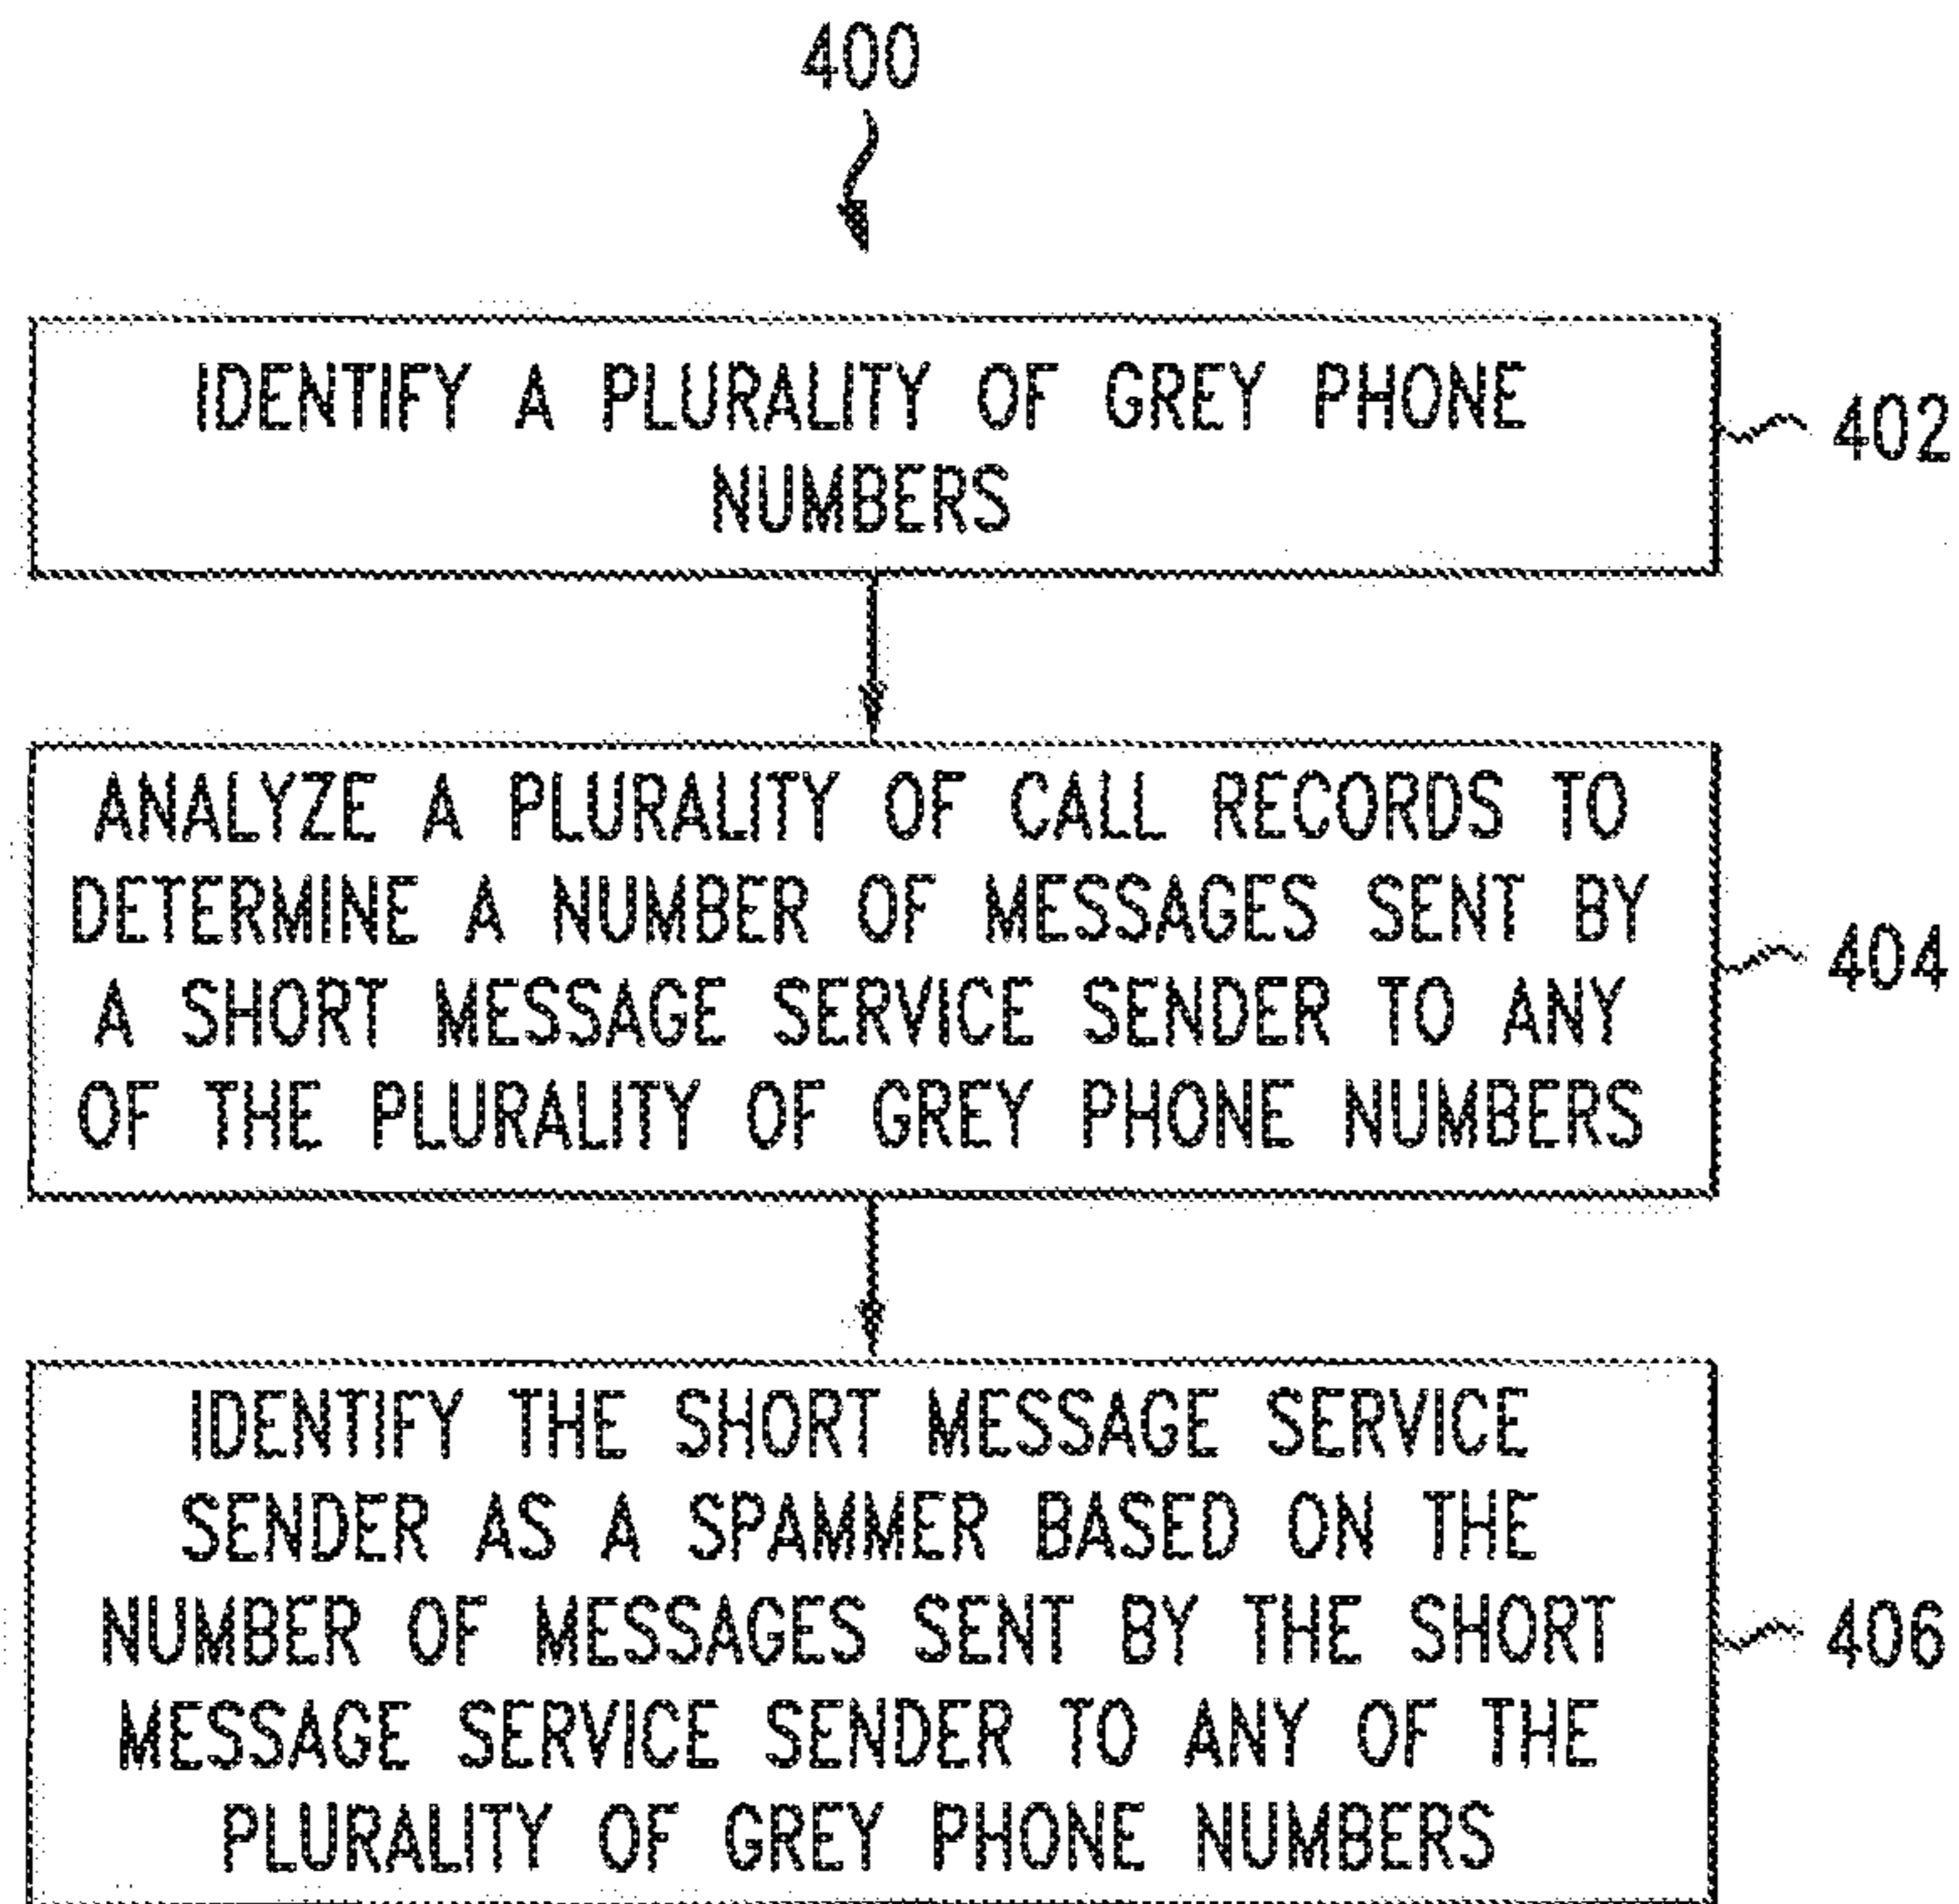 400
IDENTIFY A PLURALITY OF GREY PHONE
NUMBERS
402
ANALYZE A PLURALITY OF CALL RECORDS TO
DETERMINE A NUMBER OF MESSAGES SENT BY
A SHORT MESSAGE SERVICE SENDER TO ANY
OF THE PLURALITY OF GREY PHONE NUMBERS
404
IDENTIFY THE SHORT MESSAGE SERVICE
SENDER AS A SPAMMER BASED ON THE
NUMBER OF MESSAGES SENT BY THE SHORT
MESSAGE SERVICE SENDER TO ANY OF THE
PLURALITY OF GREY PHONE NUMBERS
406